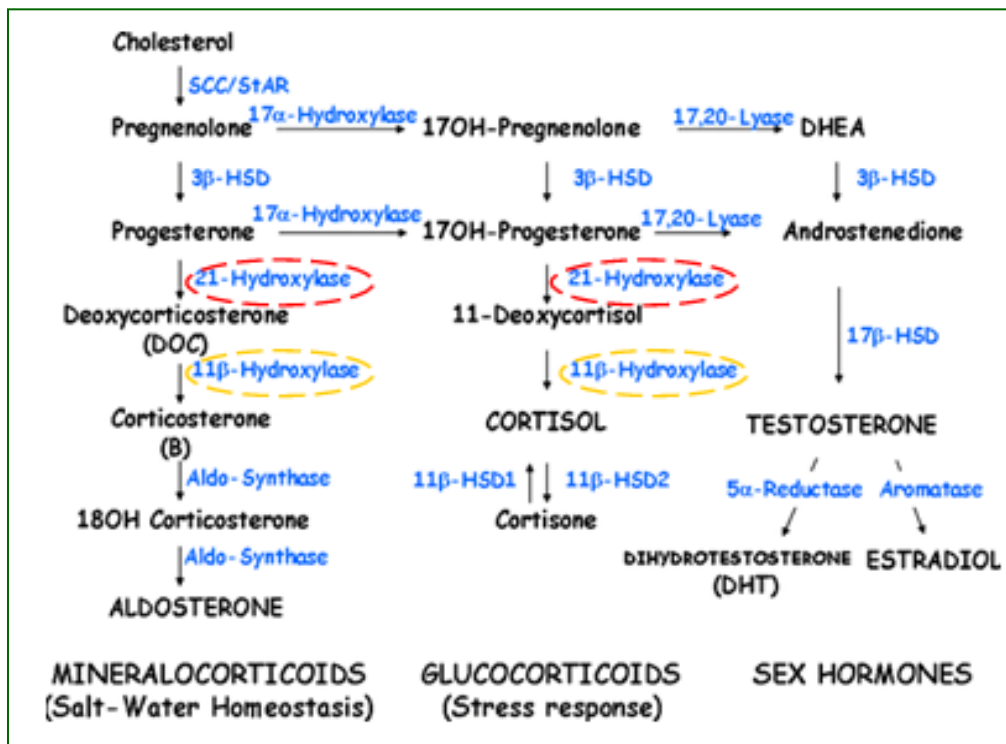 Cholesterol
SCC/StAR
Pregnenolone 17α-Hydroxylase 17OH-Pregnenolone 17,20-Lyase DHEA
3β-HSD 3β-HSD 3β-HSD
Progesterone 17α-Hydroxylase 17OH-Progesterone 17,20-Lyase Androstenedione
21-Hydroxylase 21-Hydroxylase
Deoxycorticosterone 11-Deoxycortisol
(DOC) 17β-HSD
11β-Hydroxylase 11β-Hydroxylase
Corticosterone CORTISOL TESTOSTERONE
(B)
Aldo-Synthase 11β-HSD1 11β-HSD2 5α-Reductase Aromatase
18OH Corticosterone Cortisone
Aldo-Synthase DIHYDROTESTOSTERONE ESTRADIOL
(DHT)
ALDOSTERONE
MINERALOCORTICOIDS GLUCOCORTICOIDS SEX HORMONES
(Salt-Water Homeostasis) (Stress response)